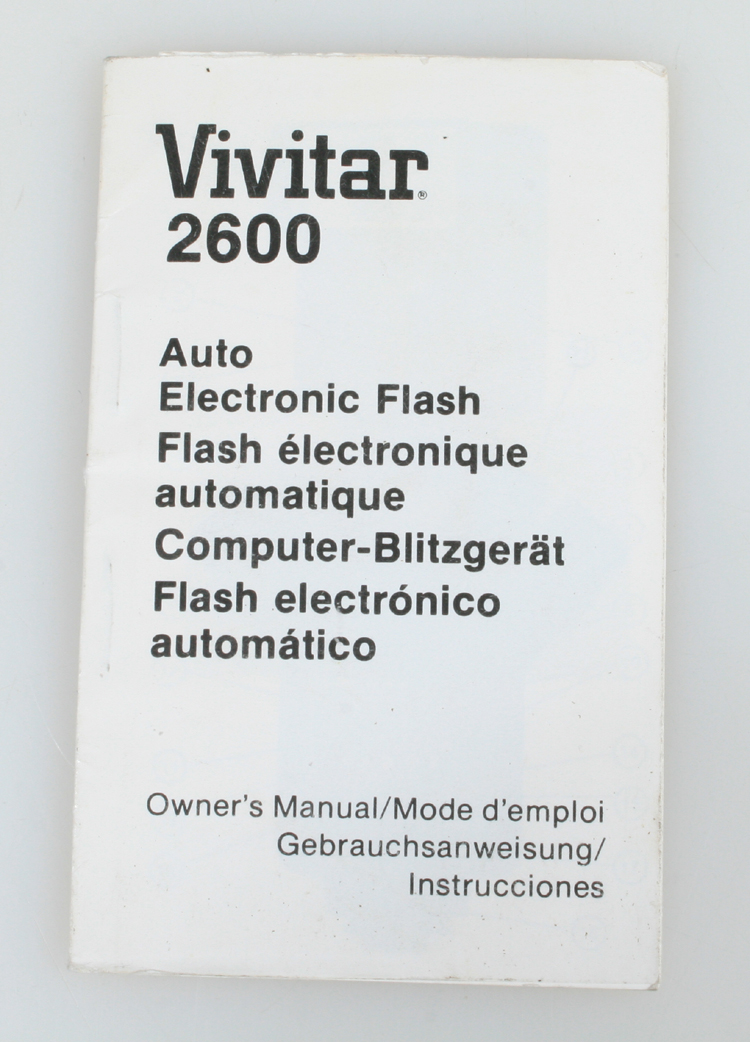 Vivitar®
2600
Auto
Electronic Flash
Flash électronique
automatique
Computer-Blitzgerät
Flash electrónico
automático
Owner's Manual/Mode d'emploi
Gebrauchsanweisung/
Instrucciones